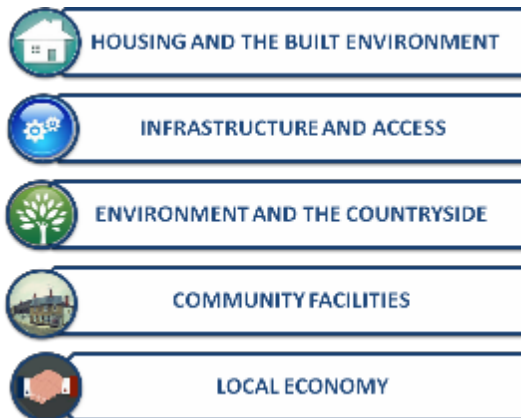 HOUSING AND THE BUILT ENVIRONMENT
INFRASTRUCTURE AND ACCESS
ENVIRONMENT AND THE COUNTRYSIDE
COMMUNITY FACILITIES
LOCAL ECONOMY